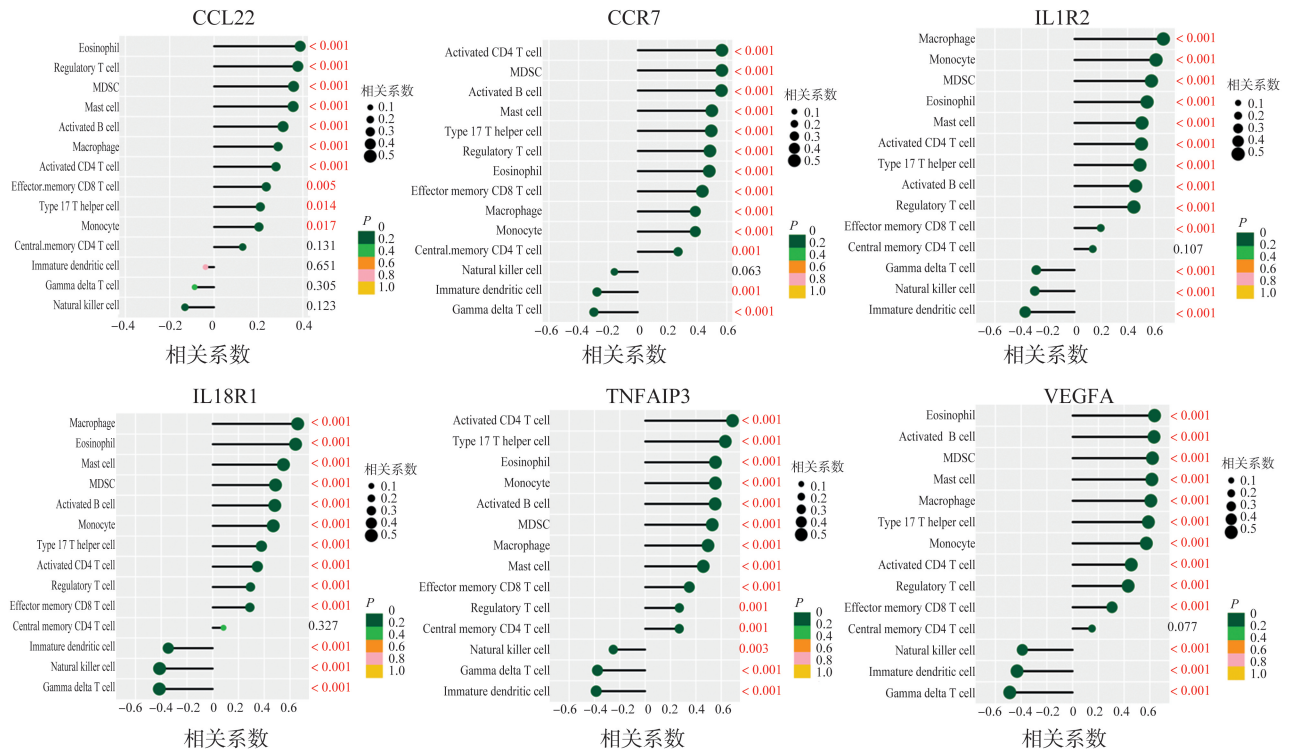 CCL22
Eosinophil < 0.001
Regulatory T cell < 0.001
MDSC < 0.001
Mast cell < 0.001
Activated B cell < 0.001
Macrophage < 0.001
Activated CD4 T cell < 0.001
Effector.memory CD8 T cell 0.005
Type 17 T helper cell 0.014
Monocyte 0.017
Central.memory CD4 T cell 0.131
Immature dendritic cell 0.651
Gamma delta T cell 0.305
Natural killer cell 0.123
−0.4 −0.2 0 0.2 0.4
相关系数
相关系数
0.1
0.2
0.3
0.4
0.5
P
0
0.2
0.4
0.6
0.8
1.0
CCR7
Activated CD4 T cell < 0.001
MDSC < 0.001
Activated B cell < 0.001
Mast cell < 0.001
Type 17 T helper cell < 0.001
Regulatory T cell < 0.001
Eosinophil < 0.001
Effector memory CD8 T cell < 0.001
Macrophage < 0.001
Monocyte < 0.001
Central.memory CD4 T cell 0.001
Natural killer cell 0.063
Immature dendritic cell 0.001
Gamma delta T cell < 0.001
−0.6 −0.4 −0.2 0 0.2 0.4 0.6
相关系数
相关系数
0.1
0.2
0.3
0.4
0.5
P
0
0.2
0.4
0.6
0.8
1.0
IL1R2
Macrophage < 0.001
Monocyte < 0.001
MDSC < 0.001
Eosinophil < 0.001
Mast cell < 0.001
Activated CD4 T cell < 0.001
Type 17 T helper cell < 0.001
Activated B cell < 0.001
Regulatory T cell < 0.001
Effector memory CD8 T cell < 0.001
Central memory CD4 T cell 0.107
Gamma delta T cell < 0.001
Natural killer cell < 0.001
Immature dendritic cell < 0.001
−0.6 −0.4 −0.2 0 0.2 0.4 0.6
相关系数
相关系数
0.1
0.2
0.3
0.4
0.5
P
0
0.2
0.4
0.6
0.8
1.0
IL18R1
Macrophage < 0.001
Eosinophil < 0.001
Mast cell < 0.001
MDSC < 0.001
Activated B cell < 0.001
Monocyte < 0.001
Type 17 T helper cell < 0.001
Activated CD4 T cell < 0.001
Regulatory T cell < 0.001
Effector memory CD8 T cell < 0.001
Central memory CD4 T cell 0.327
Immature dendritic cell < 0.001
Natural killer cell < 0.001
Gamma delta T cell < 0.001
−0.6 −0.4 −0.2 0 0.2 0.4 0.6
相关系数
相关系数
0.1
0.2
0.3
0.4
0.5
P
0
0.2
0.4
0.6
0.8
1.0
TNFAIP3
Activated CD4 T cell < 0.001
Type 17 T helper cell < 0.001
Eosinophil < 0.001
Monocyte < 0.001
Activated B cell < 0.001
MDSC < 0.001
Macrophage < 0.001
Mast cell < 0.001
Effector memory CD8 T cell < 0.001
Regulatory T cell 0.001
Central memory CD4 T cell 0.001
Natural killer cell 0.003
Gamma delta T cell < 0.001
Immature dendritic cell < 0.001
−0.6 −0.4 −0.2 0 0.2 0.4 0.6
相关系数
相关系数
0.1
0.2
0.3
0.4
0.5
P
0
0.2
0.4
0.6
0.8
1.0
VEGFA
Eosinophil < 0.001
Activated B cell < 0.001
MDSC < 0.001
Mast cell < 0.001
Macrophage < 0.001
Type 17 T helper cell < 0.001
Monocyte < 0.001
Activated CD4 T cell < 0.001
Regulatory T cell < 0.001
Effector memory CD8 T cell < 0.001
Central memory CD4 T cell 0.077
Natural killer cell < 0.001
Immature dendritic cell < 0.001
Gamma delta T cell < 0.001
−0.6 −0.4 −0.2 0 0.2 0.4 0.6
相关系数
相关系数
0.1
0.2
0.3
0.4
0.5
P
0
0.2
0.4
0.6
0.8
1.0